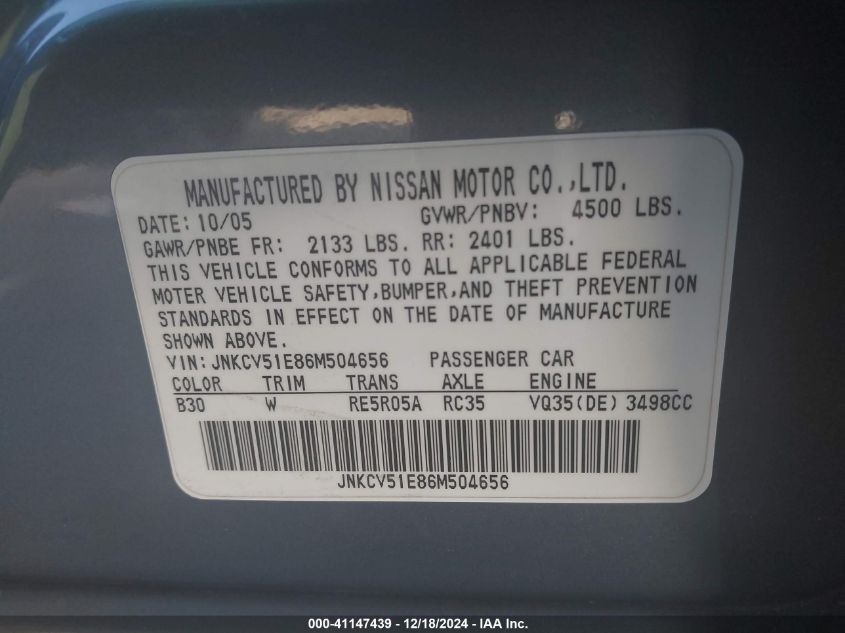 MANUFACTURED BY NISSAN MOTOR CO.,LTD.
DATE: 10/05 GVWR/PNBV: 4500 LBS.
GAWR/PNBE FR: 2133 LBS. RR: 2401 LBS.
THIS VEHICLE CONFORMS TO ALL APPLICABLE FEDERAL
MOTER VEHICLE SAFETY,BUMPER,AND THEFT PREVENTION
STANDARDS IN EFFECT ON THE DATE OF MANUFACTURE
SHOWN ABOVE.
VIN:JNKCV51E86M504656 PASSENGER CAR
COLOR TRIM TRANS AXLE ENGINE
B30 W RE5R05A RC35 VQ35(DE) 3498CC
JNKCV51E86M504656
000-41147439 - 12/18/2024 - IAA Inc.